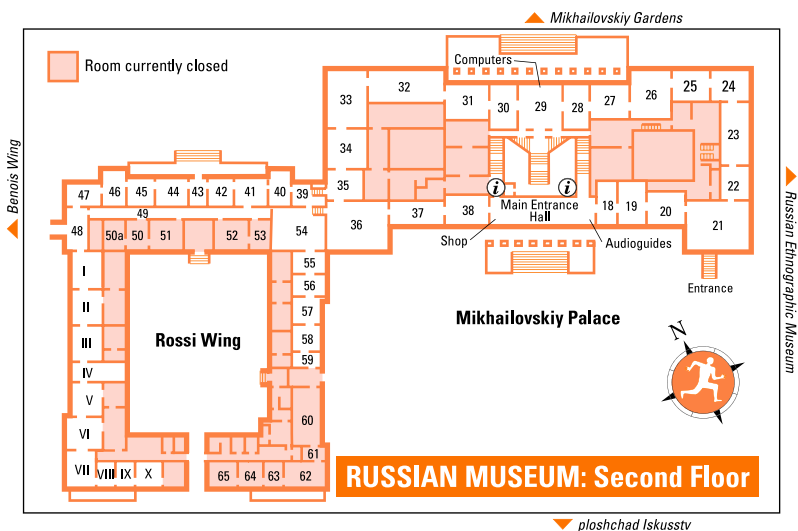 Mikhailovskiy Gardens
Room currently closed
Computers
33
32
31
30
29
28
27
26
25
24
23
34
35
22
36
37
38
i
i
Main Entrance
Hall
18
19
20
21
Shop
Audioguides
Entrance
47
46
45
44
43
42
41
40
39
49
48
50a
50
51
52
53
54
I
II
III
IV
V
VI
VII
VIII
IX
X
55
56
57
58
59
60
61
65
64
63
62
Rossi Wing
Mikhailovskiy Palace
N
Benois Wing
Russian Ethnographic Museum
RUSSIAN MUSEUM: Second Floor
ploshchad Iskusstv